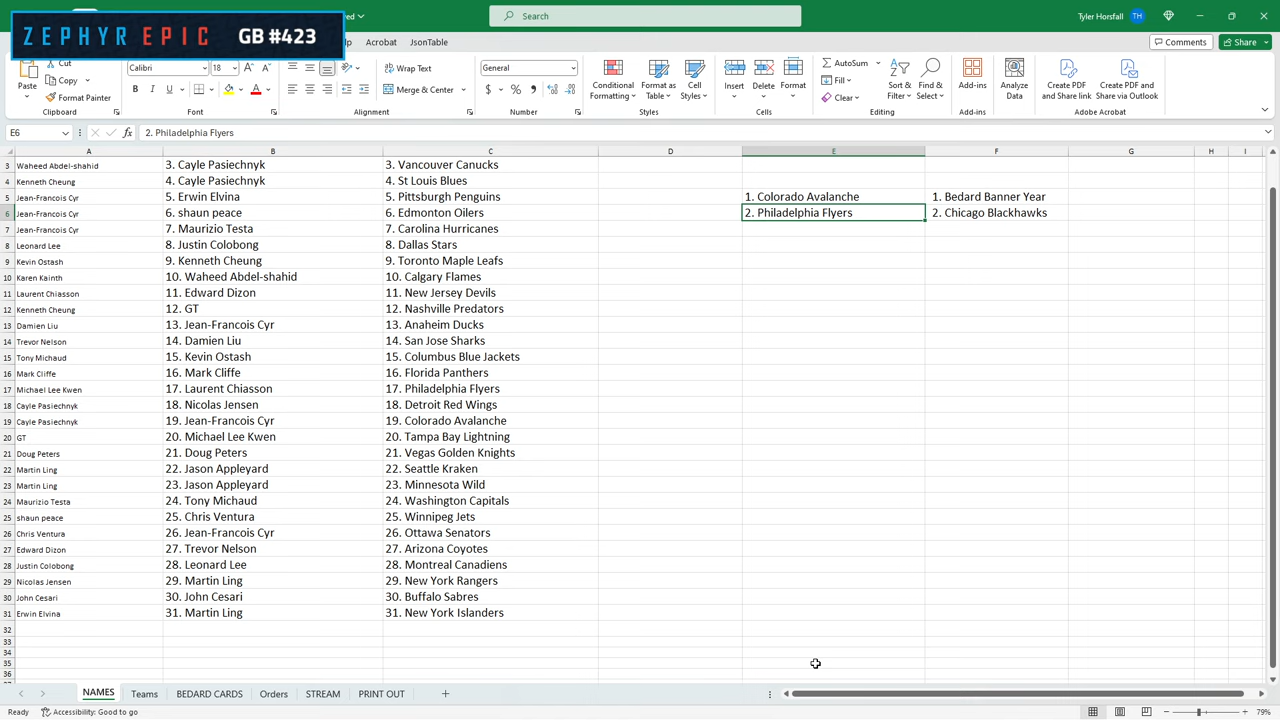 ZEPHYR EPIC GB #423
Search
Tyler Horsfall TH
Acrobat JsonTable
Comments Share
Cut
Copy
Format Painter
Paste
Clipboard
Calibri 18
Font
Wrap Text
Merge & Center
Alignment
General
Number
Conditional Formatting
Format as Table
Cell Styles
Styles
Insert Delete Format
Cells
AutoSum
Fill
Clear
Sort & Filter
Find & Select
Editing
Add-ins
Add-ins
Analyze Data
Create PDF and Share link
Create PDF and Share via Outlook
Adobe Acrobat
E6 fx 2. Philadelphia Flyers
A B C D E F G H I
3 Waheed Abdel-shahid 3. Cayle Pasiechnyk 3. Vancouver Canucks
4 Kenneth Cheung 4. Cayle Pasiechnyk 4. St Louis Blues
5 Jean-Francois Cyr 5. Erwin Elvina 5. Pittsburgh Penguins 1. Colorado Avalanche 1. Bedard Banner Year
6 Jean-Francois Cyr 6. shaun peace 6. Edmonton Oilers 2. Philadelphia Flyers 2. Chicago Blackhawks
7 Jean-Francois Cyr 7. Maurizio Testa 7. Carolina Hurricanes
8 Leonard Lee 8. Justin Colobong 8. Dallas Stars
9 Kevin Ostash 9. Kenneth Cheung 9. Toronto Maple Leafs
10 Karen Kainth 10. Waheed Abdel-shahid 10. Calgary Flames
11 Laurent Chiasson 11. Edward Dizon 11. New Jersey Devils
12 Kenneth Cheung 12. GT 12. Nashville Predators
13 Damien Liu 13. Jean-Francois Cyr 13. Anaheim Ducks
14 Trevor Nelson 14. Damien Liu 14. San Jose Sharks
15 Tony Michaud 15. Kevin Ostash 15. Columbus Blue Jackets
16 Mark Cliffe 16. Mark Cliffe 16. Florida Panthers
17 Michael Lee Kwen 17. Laurent Chiasson 17. Philadelphia Flyers
18 Cayle Pasiechnyk 18. Nicolas Jensen 18. Detroit Red Wings
19 Cayle Pasiechnyk 19. Jean-Francois Cyr 19. Colorado Avalanche
20 GT 20. Michael Lee Kwen 20. Tampa Bay Lightning
21 Doug Peters 21. Doug Peters 21. Vegas Golden Knights
22 Martin Ling 22. Jason Appleyard 22. Seattle Kraken
23 Martin Ling 23. Jason Appleyard 23. Minnesota Wild
24 Maurizio Testa 24. Tony Michaud 24. Washington Capitals
25 shaun peace 25. Chris Ventura 25. Winnipeg Jets
26 Chris Ventura 26. Jean-Francois Cyr 26. Ottawa Senators
27 Edward Dizon 27. Trevor Nelson 27. Arizona Coyotes
28 Justin Colobong 28. Leonard Lee 28. Montreal Canadiens
29 Nicolas Jensen 29. Martin Ling 29. New York Rangers
30 John Cesari 30. John Cesari 30. Buffalo Sabres
31 Erwin Elvina 31. Martin Ling 31. New York Islanders
32
33
34
35
36
NAMES Teams BEDARD CARDS Orders STREAM PRINT OUT
Ready Accessibility: Good to go 79%